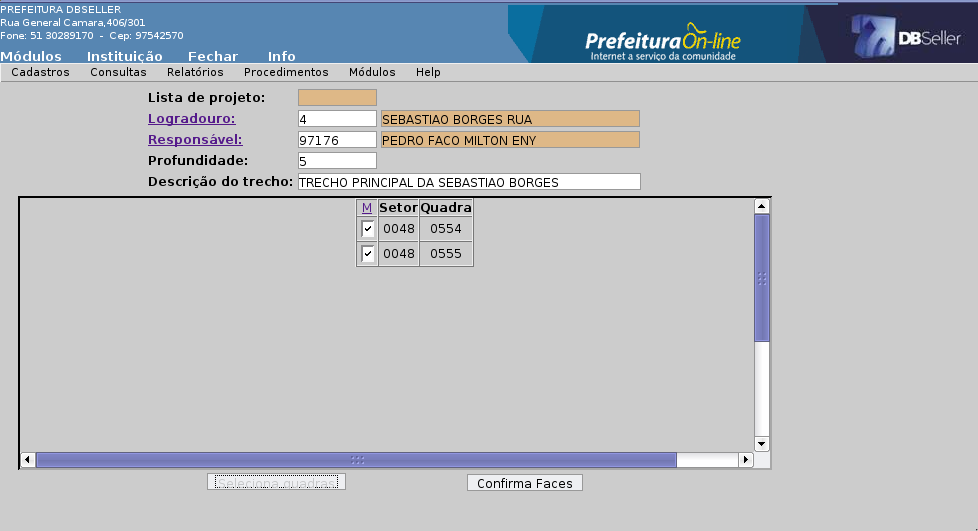 PREFEITURA DBSELLER
Rua General Camara,406/301
Fone: 51 30289170 - Cep: 97542570
Prefeitura On-line
Internet a serviço da comunidade
DBSeller
Módulos Instituição Fechar Info
Cadastros Consultas Relatórios Procedimentos Módulos Help
Lista de projeto:
Logradouro: 4 SEBASTIAO BORGES RUA
Responsável: 97176 PEDRO FACO MILTON ENY
Profundidade: 5
Descrição do trecho: TRECHO PRINCIPAL DA SEBASTIAO BORGES
M Setor Quadra
0048 0554
0048 0555
Seleciona quadras Confirma Faces